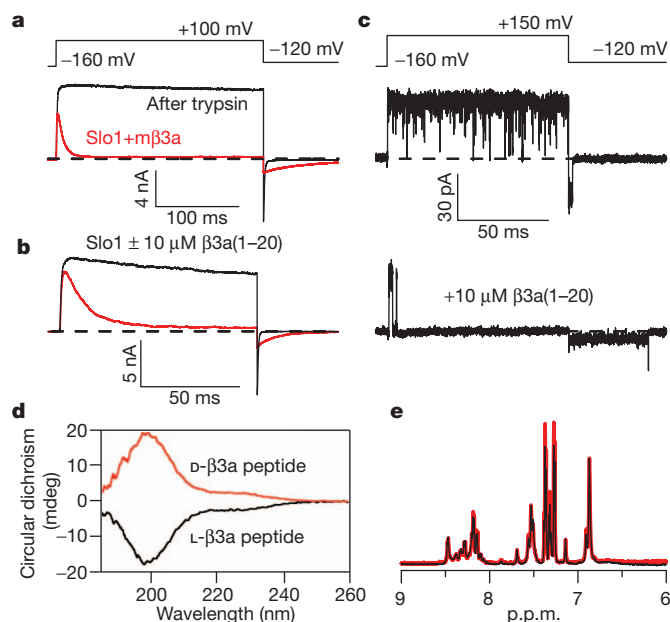 a
+100 mV
−160 mV
−120 mV
After trypsin
Slo1+mβ3a
4 nA
100 ms
b
Slo1 ± 10 μM β3a(1–20)
5 nA
50 ms
c
+150 mV
−160 mV
−120 mV
30 pA
50 ms
+10 μM β3a(1–20)
d
Circular dichroism
(mdeg)
20
10
0
−10
−20
D-β3a peptide
L-β3a peptide
200
220
240
260
Wavelength (nm)
e
9
8
7
6
p.p.m.